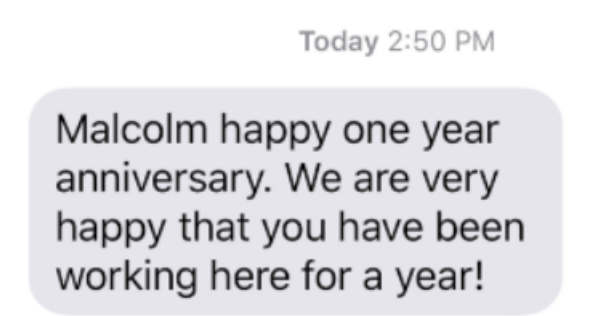 Today 2:50 PM
Malcolm happy one year
anniversary. We are very
happy that you have been
working here for a year!